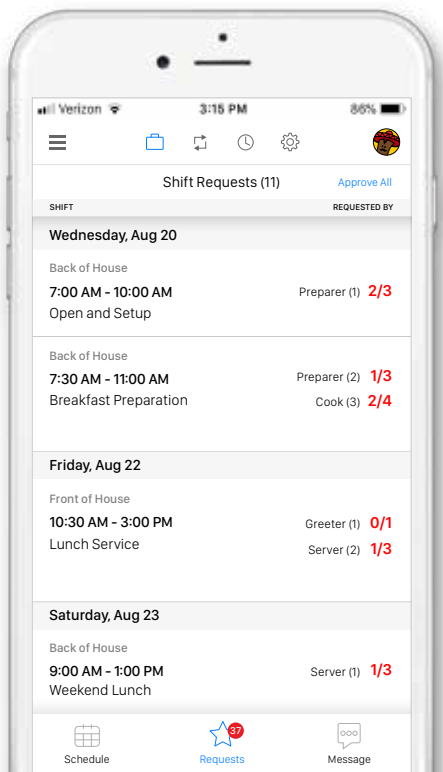 Verizon 3:15 PM 86%
Shift Requests (11) Approve All
SHIFT REQUESTED BY
Wednesday, Aug 20
Back of House
7:00 AM - 10:00 AM Preparer (1) 2/3
Open and Setup
Back of House
7:30 AM - 11:00 AM Preparer (2) 1/3
Breakfast Preparation Cook (3) 2/4
Friday, Aug 22
Front of House
10:30 AM - 3:00 PM Greeter (1) 0/1
Lunch Service Server (2) 1/3
Saturday, Aug 23
Back of House
9:00 AM - 1:00 PM Server (1) 1/3
Weekend Lunch
37
Schedule Requests Message